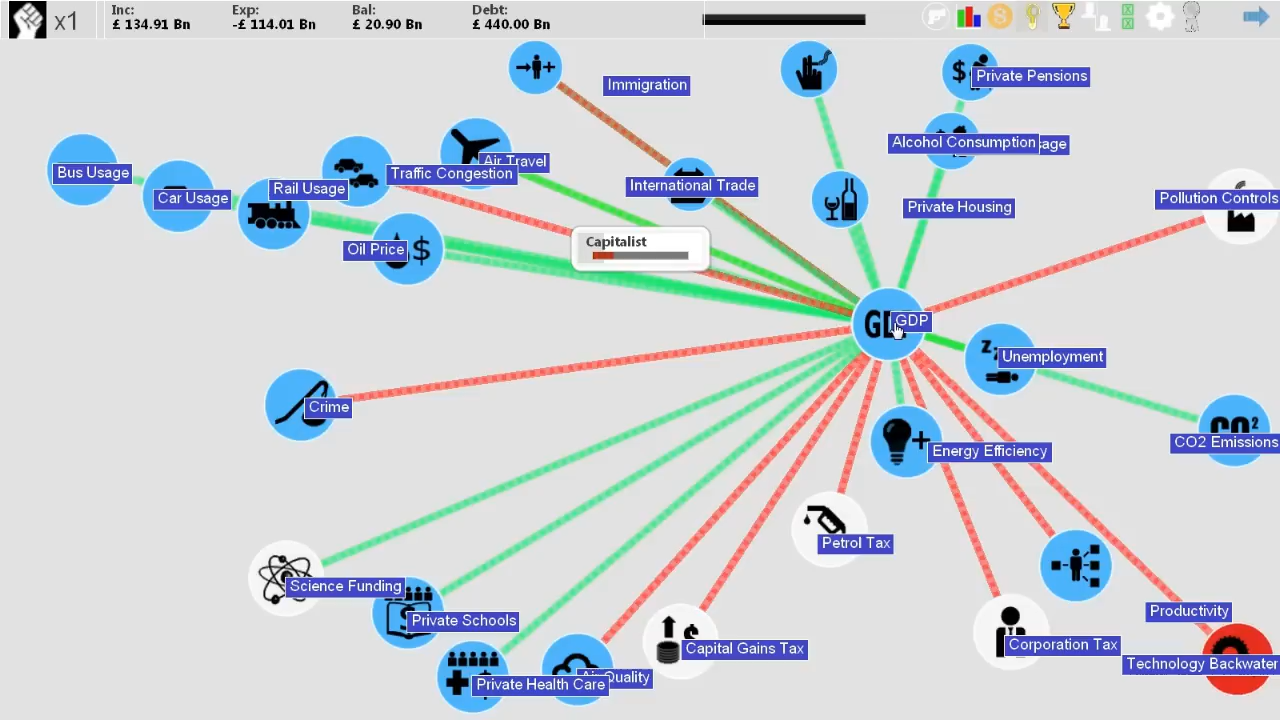 x1
Inc:
£ 134.91 Bn
Exp:
-£ 114.01 Bn
Bal:
£ 20.90 Bn
Debt:
£ 440.00 Bn
Immigration
Private Pensions
Alcohol Consumption
Air Travel
Traffic Congestion
Bus Usage
Rail Usage
Car Usage
International Trade
Pollution Controls
Private Housing
Oil Price
Capitalist
GDP
Unemployment
Crime
CO2 Emissions
CO²
Energy Efficiency
Petrol Tax
Science Funding
Private Schools
Productivity
Capital Gains Tax
Corporation Tax
Technology Backwater
Air Quality
Private Health Care